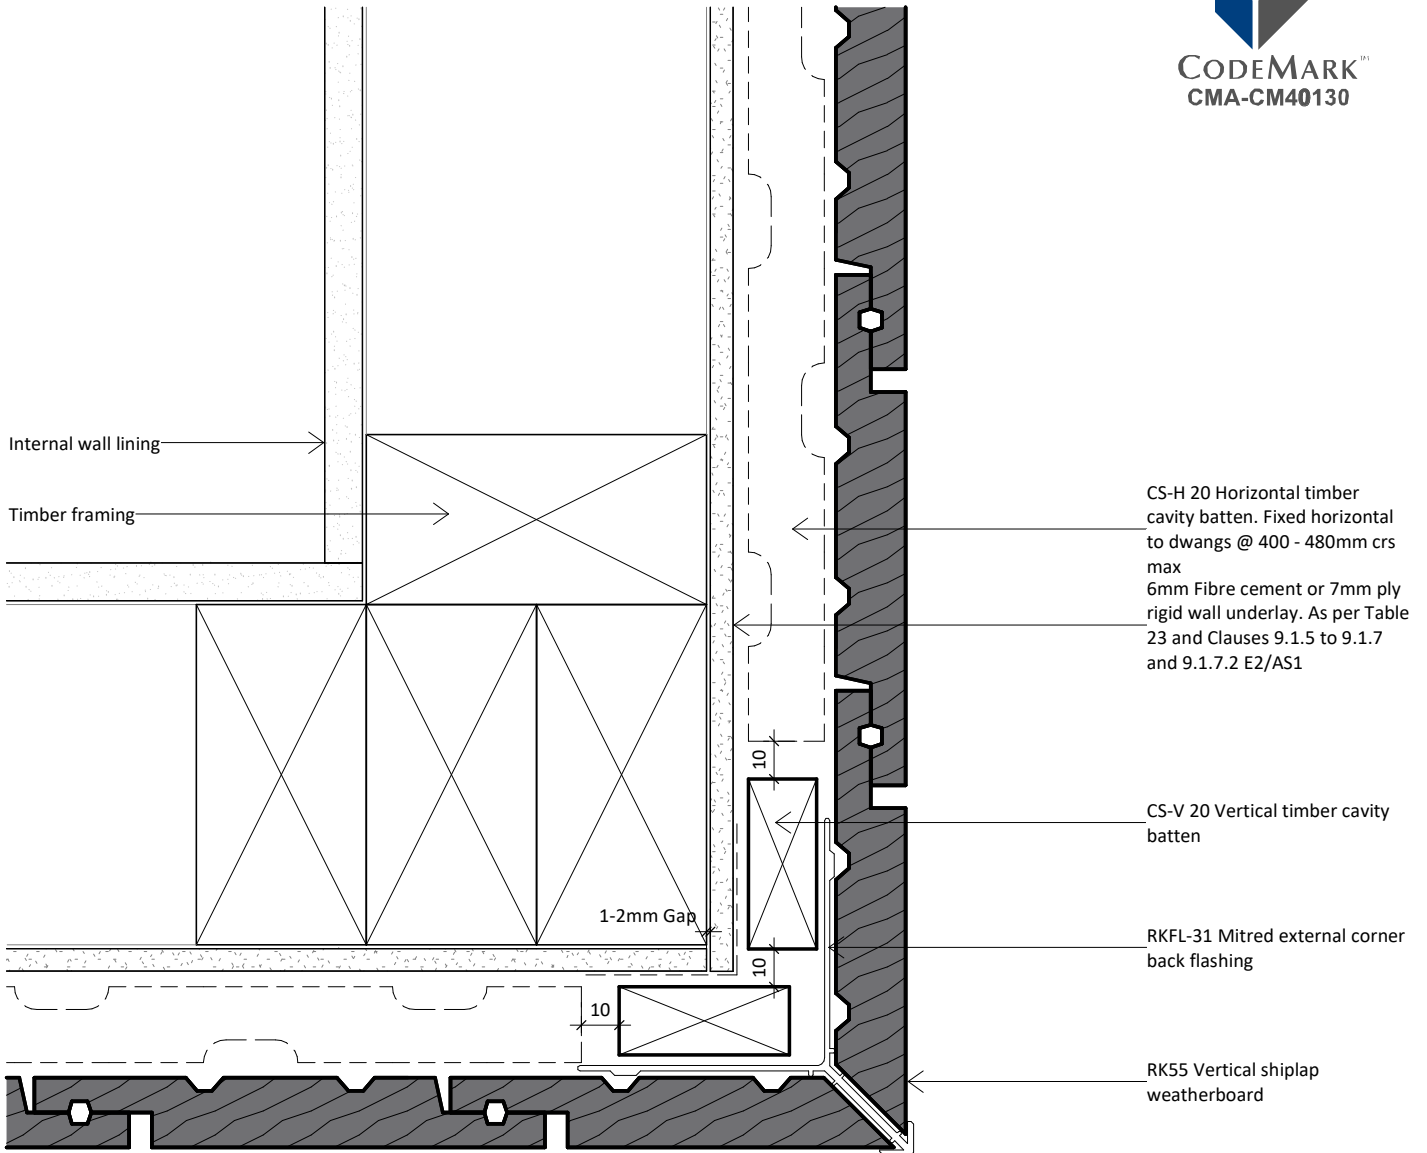 CODEMARK™
CMA-CM40130
Internal wall lining
Timber framing
CS-H 20 Horizontal timber
cavity batten. Fixed horizontal
to dwangs @ 400 - 480mm crs
max
6mm Fibre cement or 7mm ply
rigid wall underlay. As per Table
23 and Clauses 9.1.5 to 9.1.7
and 9.1.7.2 E2/AS1
10
CS-V 20 Vertical timber cavity
batten
1-2mm Gap
RKFL-31 Mitred external corner
back flashing
10
10
RK55 Vertical shiplap
weatherboard